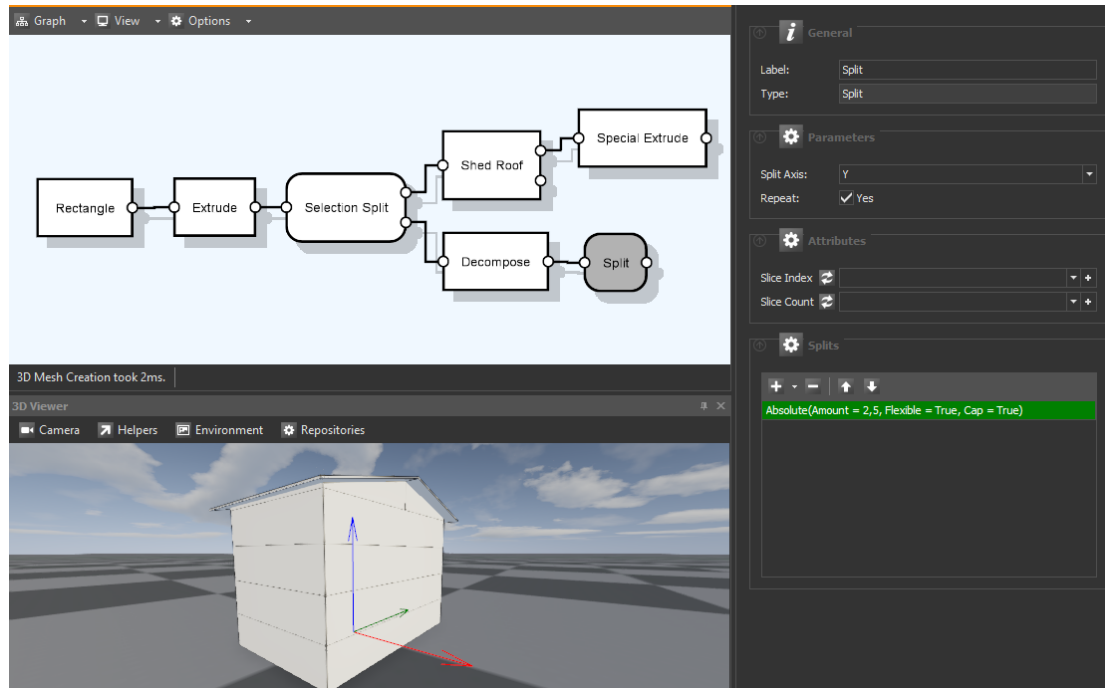 Graph View Options
Special Extrude
Shed Roof
Rectangle Extrude Selection Split
Decompose Split
3D Mesh Creation took 2ms.
3D Viewer
Camera Helpers Environment Repositories
General
Label: Split
Type: Split
Parameters
Split Axis: Y
Repeat: Yes
Attributes
Slice Index
Slice Count
Splits
Absolute(Amount = 2,5, Flexible = True, Cap = True)